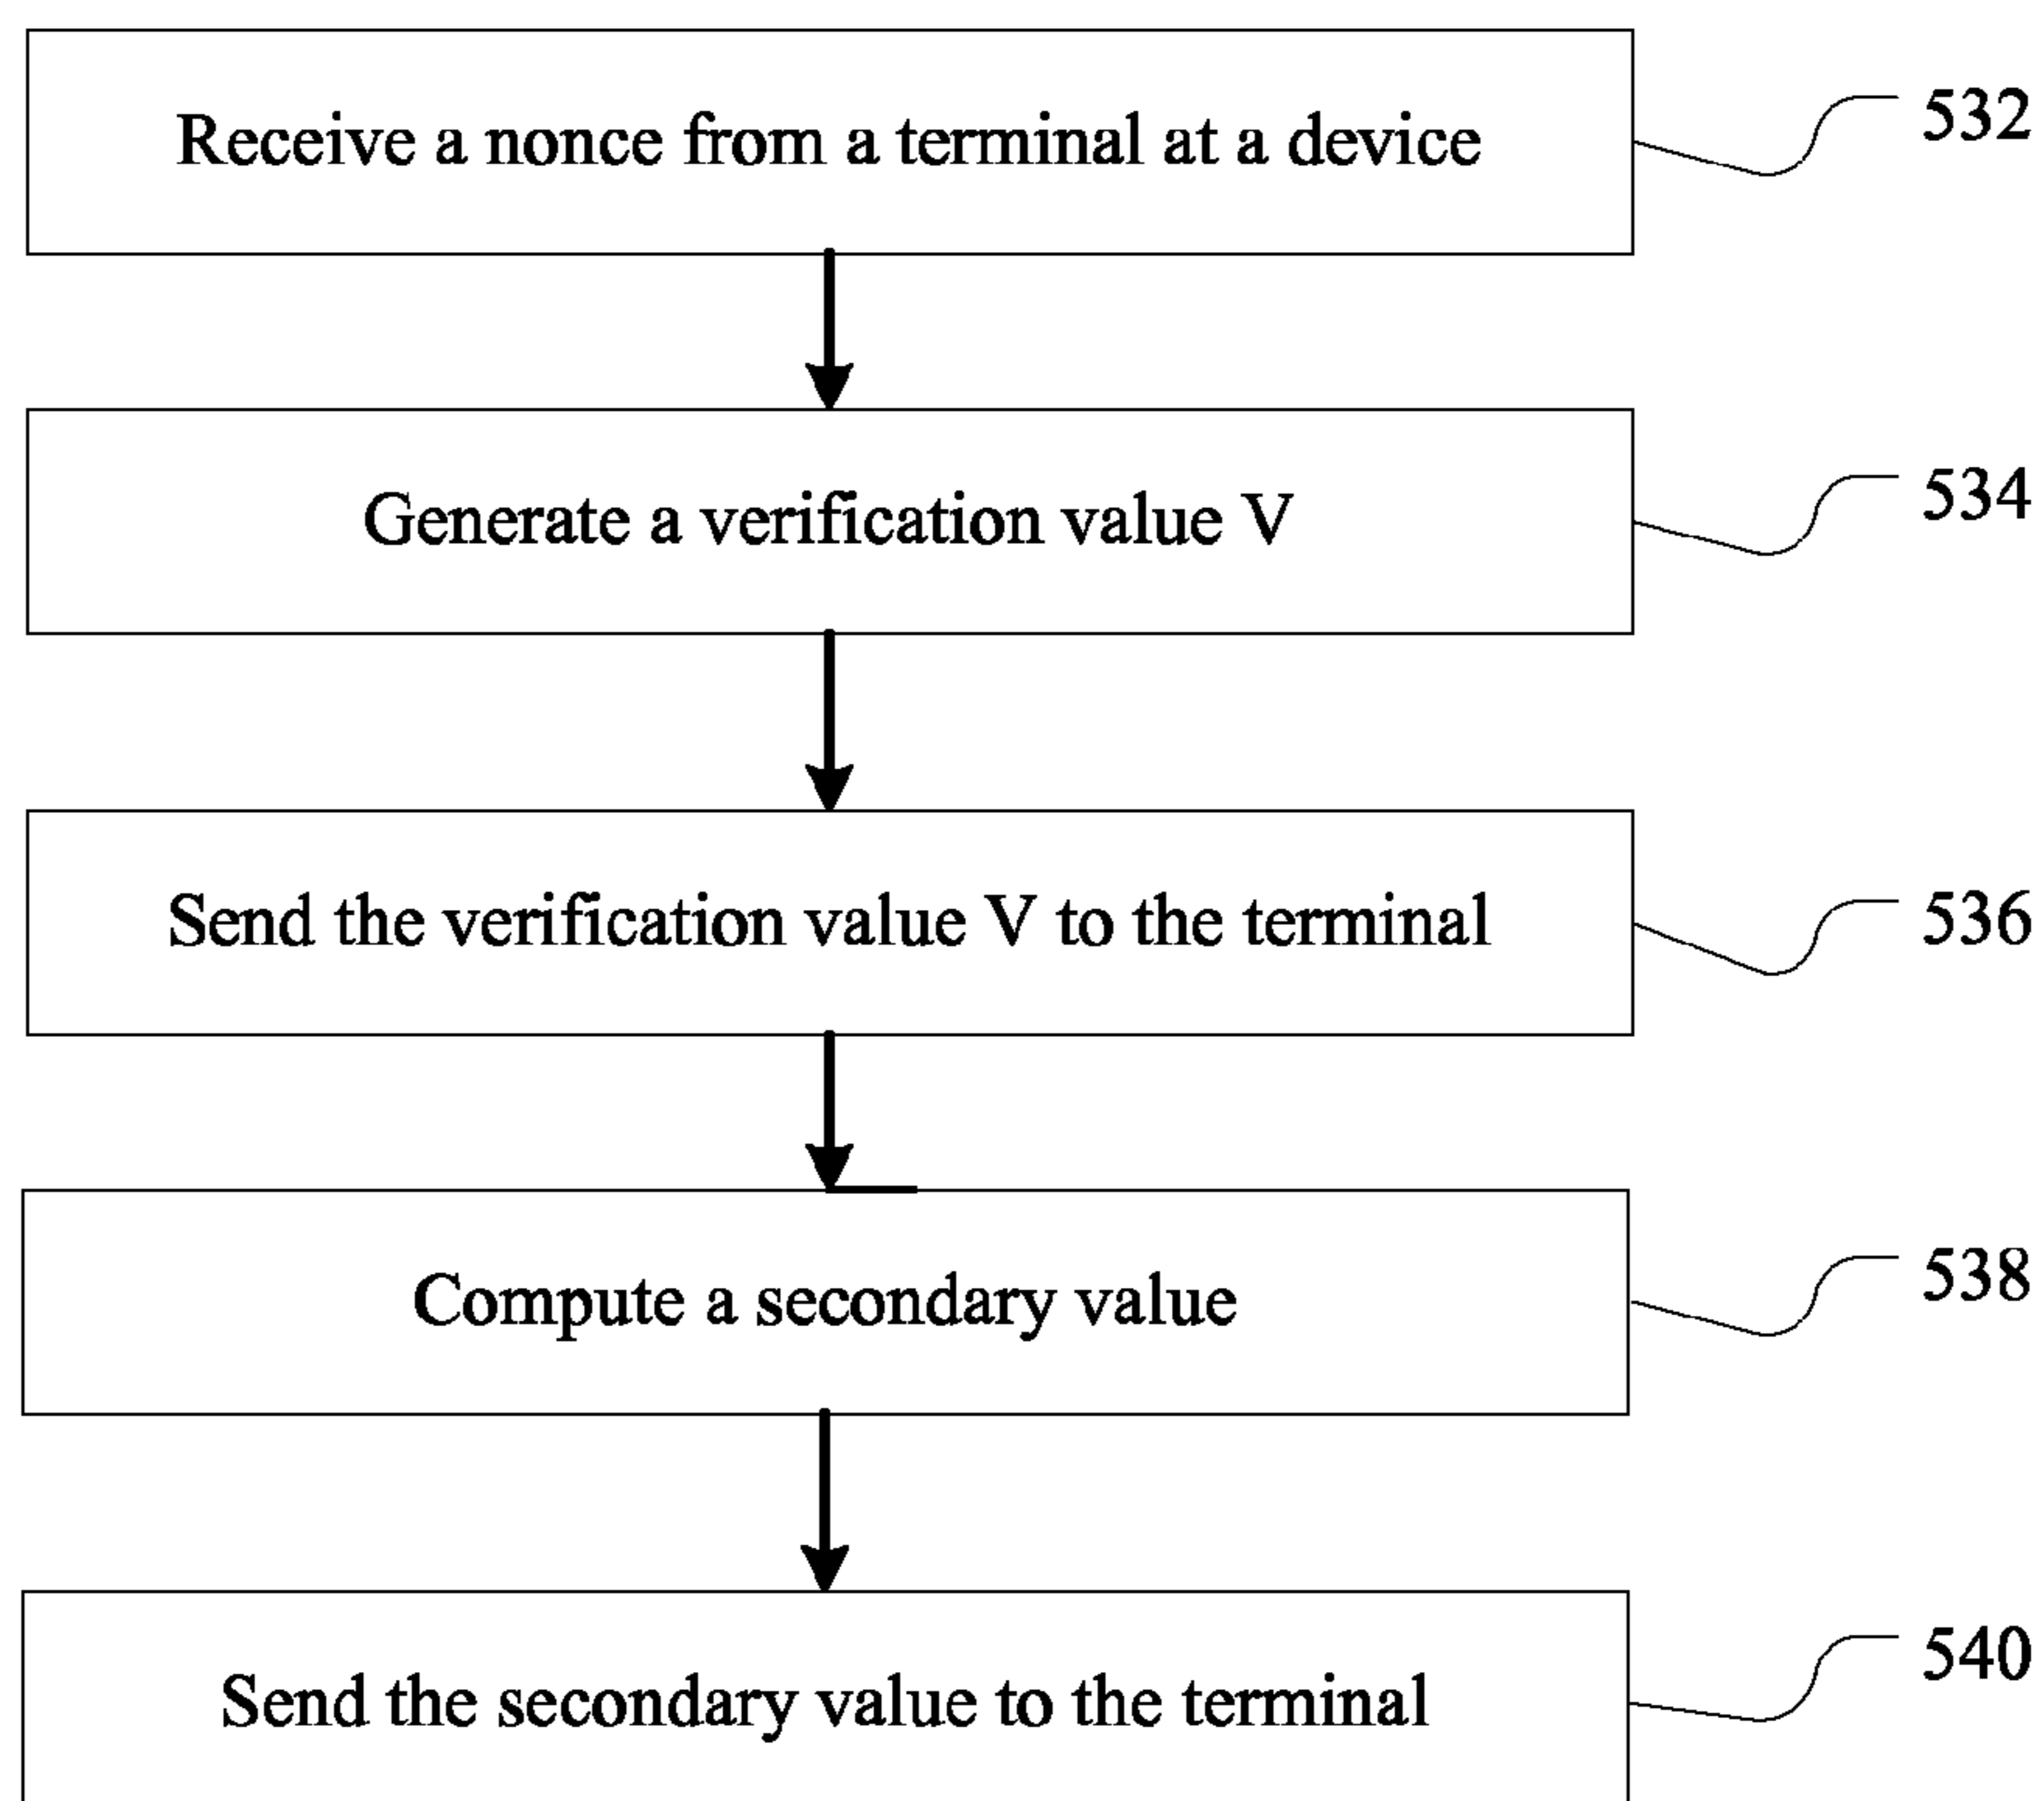 Receive a nonce from a terminal at a device
532
Generate a verification value V
534
Send the verification value V to the terminal
536
Compute a secondary value
538
Send the secondary value to the terminal
540